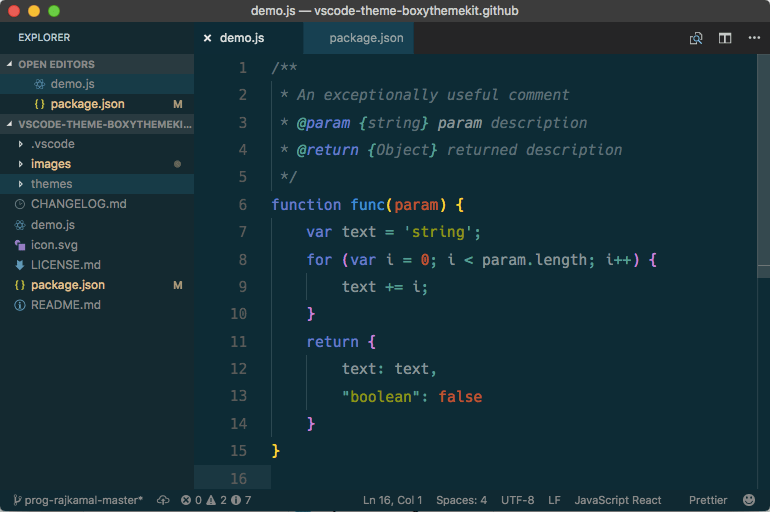 demo.js — vscode-theme-boxythemekit.github
EXPLORER
OPEN EDITORS
demo.js
{ } package.json M
VSCODE-THEME-BOXYTHEMEKI...
.vscode
images
themes
CHANGELOG.md
demo.js
icon.svg
LICENSE.md
{ } package.json M
README.md
× demo.js package.json
1 /**
2 * An exceptionally useful comment
3 * @param {string} param description
4 * @return {Object} returned description
5 */
6 function func(param) {
7 var text = 'string';
8 for (var i = 0; i < param.length; i++) {
9 text += i;
10 }
11 return {
12 text: text,
13 "boolean": false
14 }
15 }
16
prog-rajkamal-master* 0 2 7 Ln 16, Col 1 Spaces: 4 UTF-8 LF JavaScript React Prettier